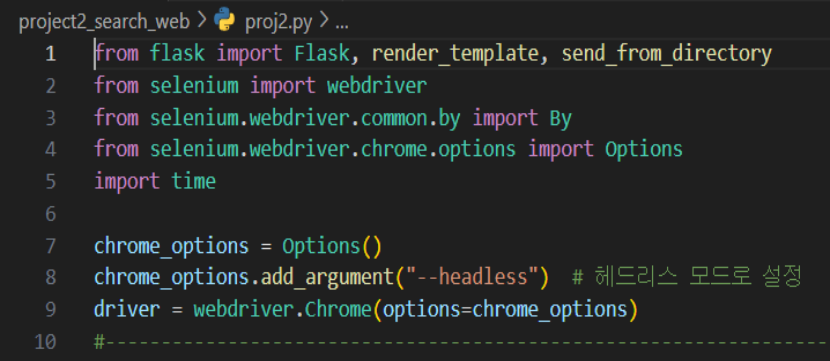 project2_search_web > proj2.py > ...
1 from flask import Flask, render_template, send_from_directory
2 from selenium import webdriver
3 from selenium.webdriver.common.by import By
4 from selenium.webdriver.chrome.options import Options
5 import time
6
7 chrome_options = Options()
8 chrome_options.add_argument("--headless")  # 헤드리스 모드로 설정
9 driver = webdriver.Chrome(options=chrome_options)
10 #----------------------------------------------------------------